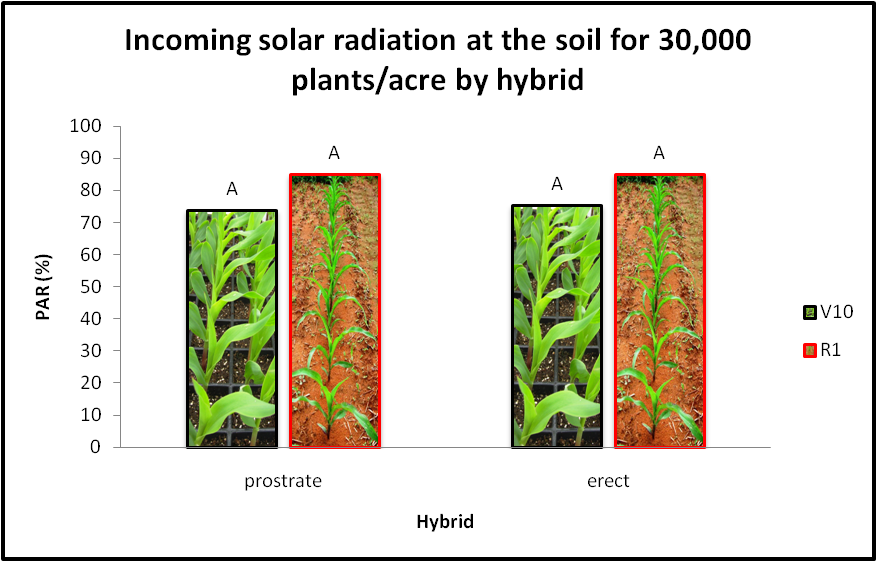 Incoming solar radiation at the soil for 30,000
plants/acre by hybrid
100
90
80
70
60
50
40
30
20
10
0
PAR (%)
A
A
A
A
prostrate
erect
Hybrid
V10
R1